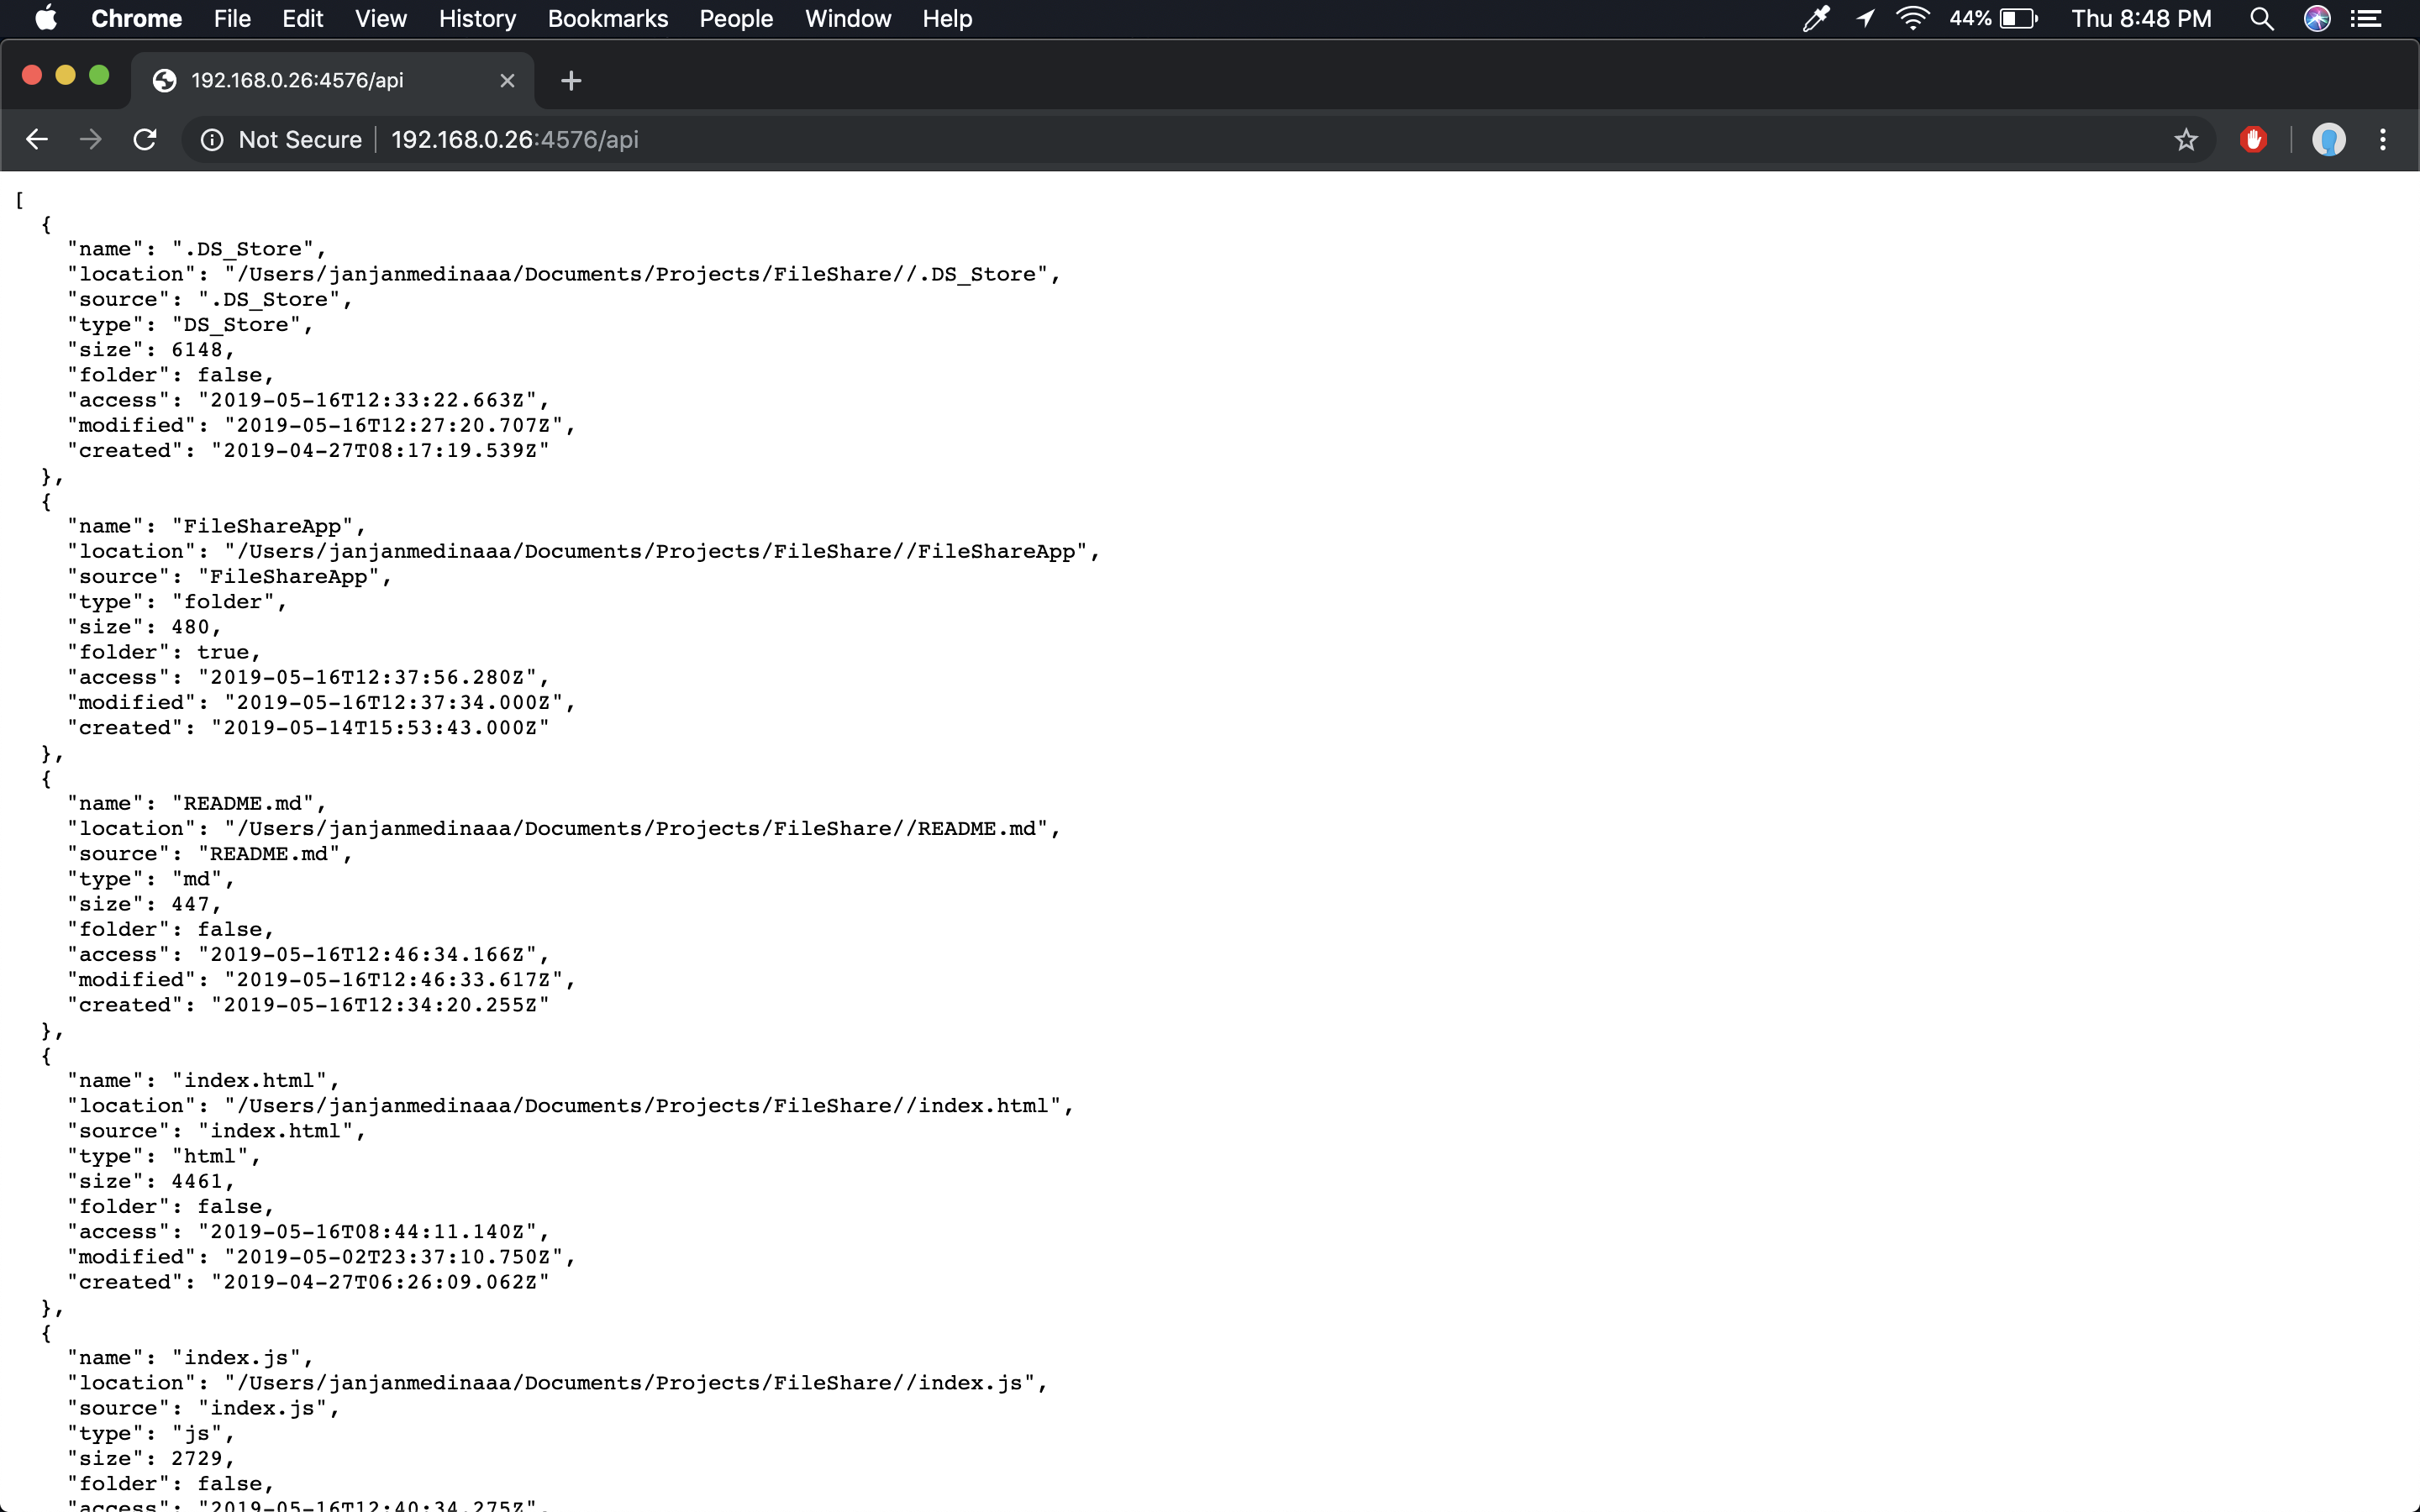 Chrome File Edit View History Bookmarks People Window Help 44% Thu 8:48 PM
192.168.0.26:4576/api
Not Secure 192.168.0.26:4576/api
[
  {
    "name": ".DS_Store",
    "location": "/Users/janjanmedinaaa/Documents/Projects/FileShare//.DS_Store",
    "source": ".DS_Store",
    "type": "DS_Store",
    "size": 6148,
    "folder": false,
    "access": "2019-05-16T12:33:22.663Z",
    "modified": "2019-05-16T12:27:20.707Z",
    "created": "2019-04-27T08:17:19.539Z"
  },
  {
    "name": "FileShareApp",
    "location": "/Users/janjanmedinaaa/Documents/Projects/FileShare//FileShareApp",
    "source": "FileShareApp",
    "type": "folder",
    "size": 480,
    "folder": true,
    "access": "2019-05-16T12:37:56.280Z",
    "modified": "2019-05-16T12:37:34.000Z",
    "created": "2019-05-14T15:53:43.000Z"
  },
  {
    "name": "README.md",
    "location": "/Users/janjanmedinaaa/Documents/Projects/FileShare//README.md",
    "source": "README.md",
    "type": "md",
    "size": 447,
    "folder": false,
    "access": "2019-05-16T12:46:34.166Z",
    "modified": "2019-05-16T12:46:33.617Z",
    "created": "2019-05-16T12:34:20.255Z"
  },
  {
    "name": "index.html",
    "location": "/Users/janjanmedinaaa/Documents/Projects/FileShare//index.html",
    "source": "index.html",
    "type": "html",
    "size": 4461,
    "folder": false,
    "access": "2019-05-16T08:44:11.140Z",
    "modified": "2019-05-02T23:37:10.750Z",
    "created": "2019-04-27T06:26:09.062Z"
  },
  {
    "name": "index.js",
    "location": "/Users/janjanmedinaaa/Documents/Projects/FileShare//index.js",
    "source": "index.js",
    "type": "js",
    "size": 2729,
    "folder": false,
    "access": "2019-05-16T12:40:34.275Z",